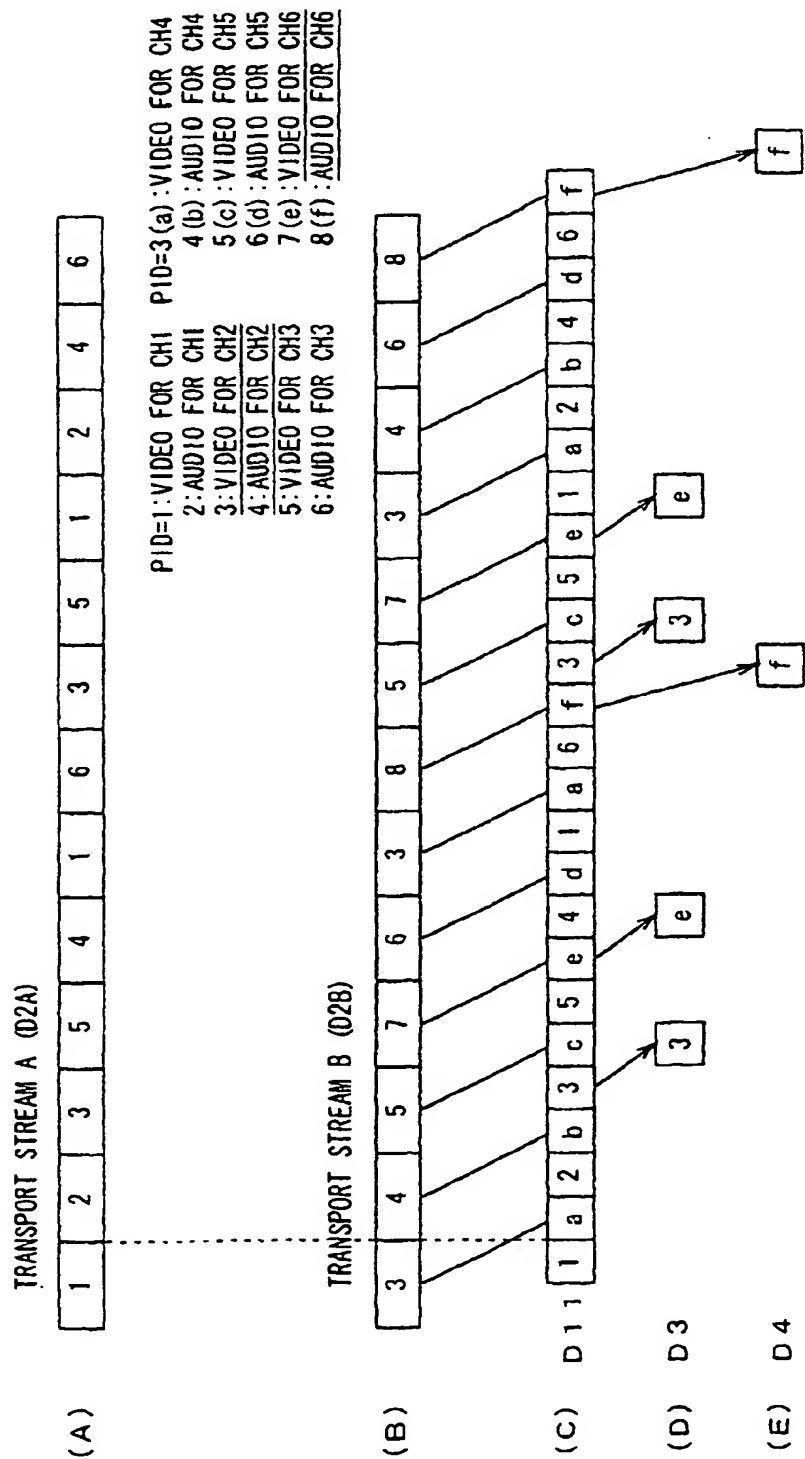 TRANSPORT STREAM A (D2A)
(A) 1 2 3 5 4 1 6 3 5 1 2 4 6
PID=1:VIDEO FOR CH1 PID=3(a):VIDEO FOR CH4
2:AUDIO FOR CH1 4(b):AUDIO FOR CH4
3:VIDEO FOR CH2 5(c):VIDEO FOR CH5
4:AUDIO FOR CH2 6(d):AUDIO FOR CH5
5:VIDEO FOR CH3 7(e):VIDEO FOR CH6
6:AUDIO FOR CH3 8(f):AUDIO FOR CH6
TRANSPORT STREAM B (D2B)
(B) 3 4 5 7 6 3 8 5 7 3 4 6 8
(C) D11 1 a 2 b 3 c 5 e 4 d 1 a 6 f 3 c 5 e 1 a 2 b 4 d 6 f
(D) D3 3 e 3 e
(E) D4 f f